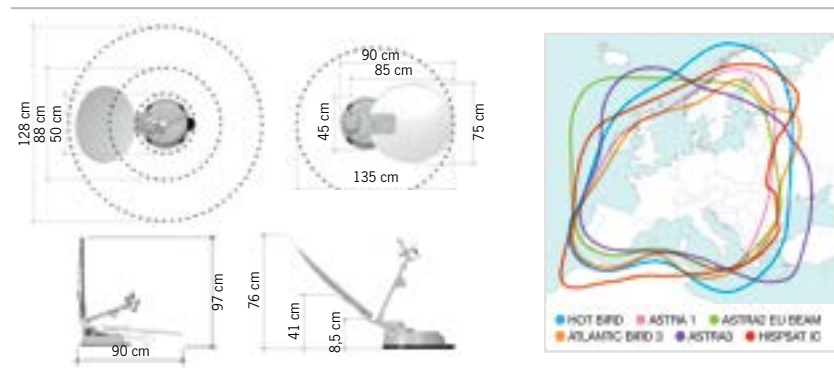 128 cm
88 cm
50 cm
90 cm
85 cm
45 cm
75 cm
135 cm
97 cm
90 cm
76 cm
41 cm
8,5 cm
HOT BIRD ASTRA 1 ASTRA2 EU BEAM
ATLANTIC BIRD 3 ASTRA3 HISPSAT IC